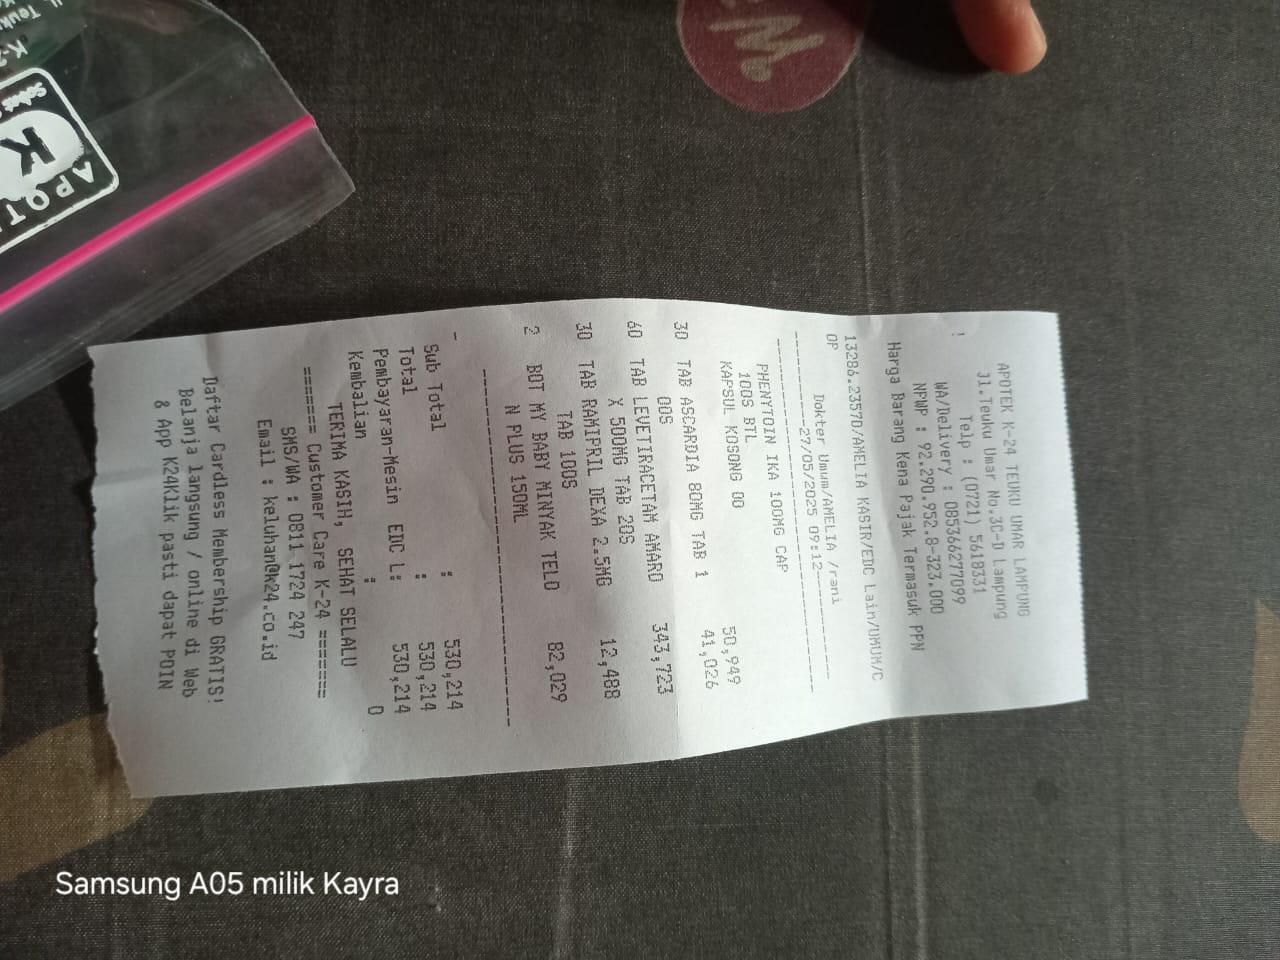 APOTEK K-24 TEUKU UMAR LAMPUNG
Jl.Teuku Umar No.3C-D Lampung
Telp : (0721) 5618331
WA/Delivery : 085366277099
NPWP : 92.290.952.8-323.000
Harga Barang Kena Pajak Termasuk PPN
13286.23570/AMELIA KASIR/EDC Lain/UMUM/C
OP
Dokter Umum/AMELIA /rani
27/05/2025 09:12
PHENYTOIN IKA 100MG CAP
100S BTL
KAPSUL KOSONG 00 50,949
30 TAB ASCARDIA 80MG TAB 1 41,026
00S
60 TAB LEVETIRACETAM AMARO 343,723
X 500MG TAB 20S
30 TAB RAMIPRIL DEXA 2.5MG 12,488
TAB 100S
2 BOT MY BABY MINYAK TELO 82,029
N PLUS 150ML
-
Sub Total : 530,214
Total : 530,214
Pembayaran-Mesin EDC L: 530,214
Kembalian : 0
TERIMA KASIH, SEHAT SELALU
====== Customer Care K-24 =======
SMS/WA : 0811 1724 247
Email : keluhan@k24.co.id
Daftar Cardless Membership GRATIS!
Belanja langsung / online di Web
& App K24Klik pasti dapat POIN
K
APOT
Samsung A05 milik Kayra